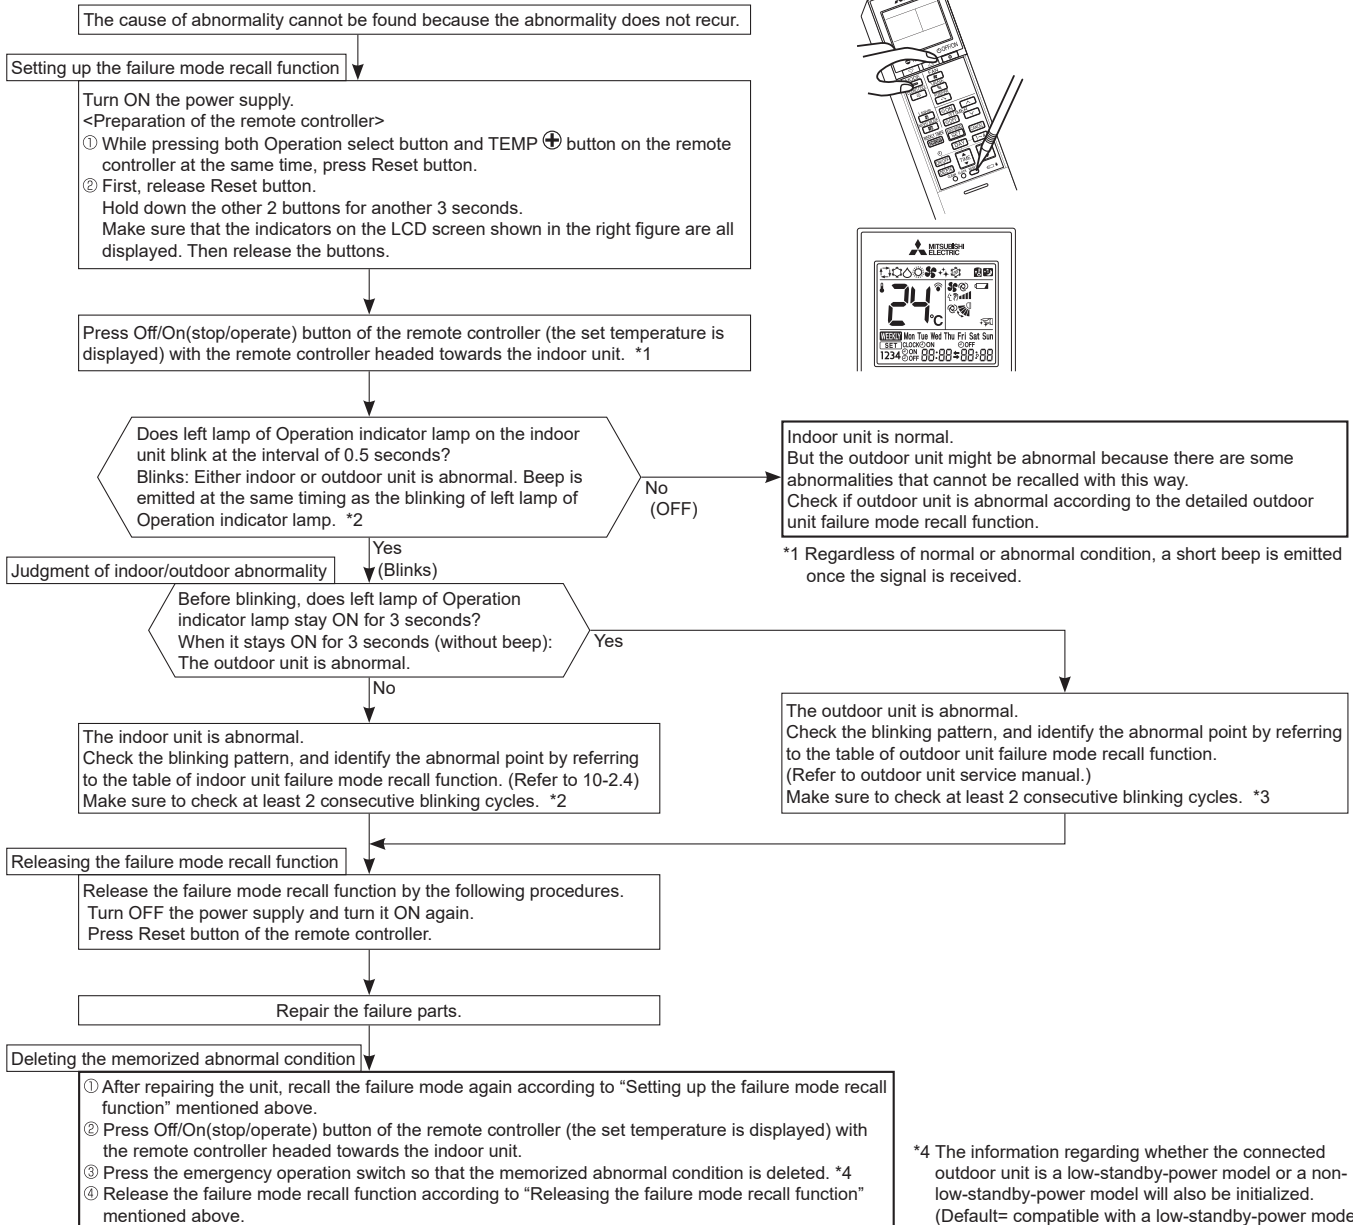 The cause of abnormality cannot be found because the abnormality does not recur.
Setting up the failure mode recall function
Turn ON the power supply.
<Preparation of the remote controller>
① While pressing both Operation select button and TEMP ⊕ button on the remote
controller at the same time, press Reset button.
② First, release Reset button.
Hold down the other 2 buttons for another 3 seconds.
Make sure that the indicators on the LCD screen shown in the right figure are all
displayed. Then release the buttons.
MITSUBISHI
ELECTRIC
24°C
WEEKLY Mon Tue Wed Thu Fri Sat Sun
SET CLOCK ON OFF
1234 ON OFF 88:88 88:88
Press Off/On(stop/operate) button of the remote controller (the set temperature is
displayed) with the remote controller headed towards the indoor unit. *1
Does left lamp of Operation indicator lamp on the indoor
unit blink at the interval of 0.5 seconds?
Blinks: Either indoor or outdoor unit is abnormal. Beep is
emitted at the same timing as the blinking of left lamp of
Operation indicator lamp. *2
No
(OFF)
Indoor unit is normal.
But the outdoor unit might be abnormal because there are some
abnormalities that cannot be recalled with this way.
Check if outdoor unit is abnormal according to the detailed outdoor
unit failure mode recall function.
*1 Regardless of normal or abnormal condition, a short beep is emitted
once the signal is received.
Yes
(Blinks)
Judgment of indoor/outdoor abnormality
Before blinking, does left lamp of Operation
indicator lamp stay ON for 3 seconds?
When it stays ON for 3 seconds (without beep):
The outdoor unit is abnormal.
Yes
No
The indoor unit is abnormal.
Check the blinking pattern, and identify the abnormal point by referring
to the table of indoor unit failure mode recall function. (Refer to 10-2.4)
Make sure to check at least 2 consecutive blinking cycles. *2
The outdoor unit is abnormal.
Check the blinking pattern, and identify the abnormal point by referring
to the table of outdoor unit failure mode recall function.
(Refer to outdoor unit service manual.)
Make sure to check at least 2 consecutive blinking cycles. *3
Releasing the failure mode recall function
Release the failure mode recall function by the following procedures.
Turn OFF the power supply and turn it ON again.
Press Reset button of the remote controller.
Repair the failure parts.
Deleting the memorized abnormal condition
① After repairing the unit, recall the failure mode again according to “Setting up the failure mode recall
function” mentioned above.
② Press Off/On(stop/operate) button of the remote controller (the set temperature is displayed) with
the remote controller headed towards the indoor unit.
③ Press the emergency operation switch so that the memorized abnormal condition is deleted. *4
④ Release the failure mode recall function according to “Releasing the failure mode recall function”
mentioned above.
*4 The information regarding whether the connected
outdoor unit is a low-standby-power model or a non-
low-standby-power model will also be initialized.
(Default= compatible with a low-standby-power mode